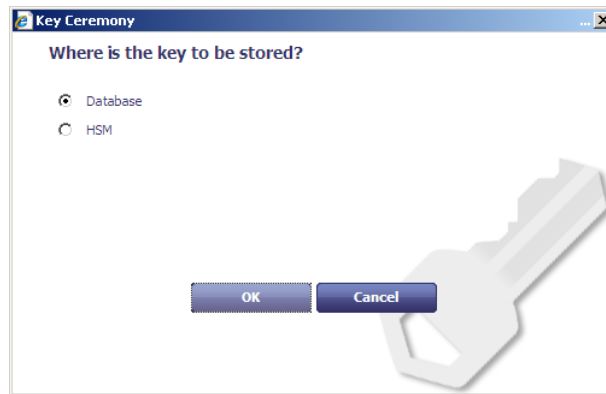 Key Ceremony ...
Where is the key to be stored?
Database
HSM
OK Cancel